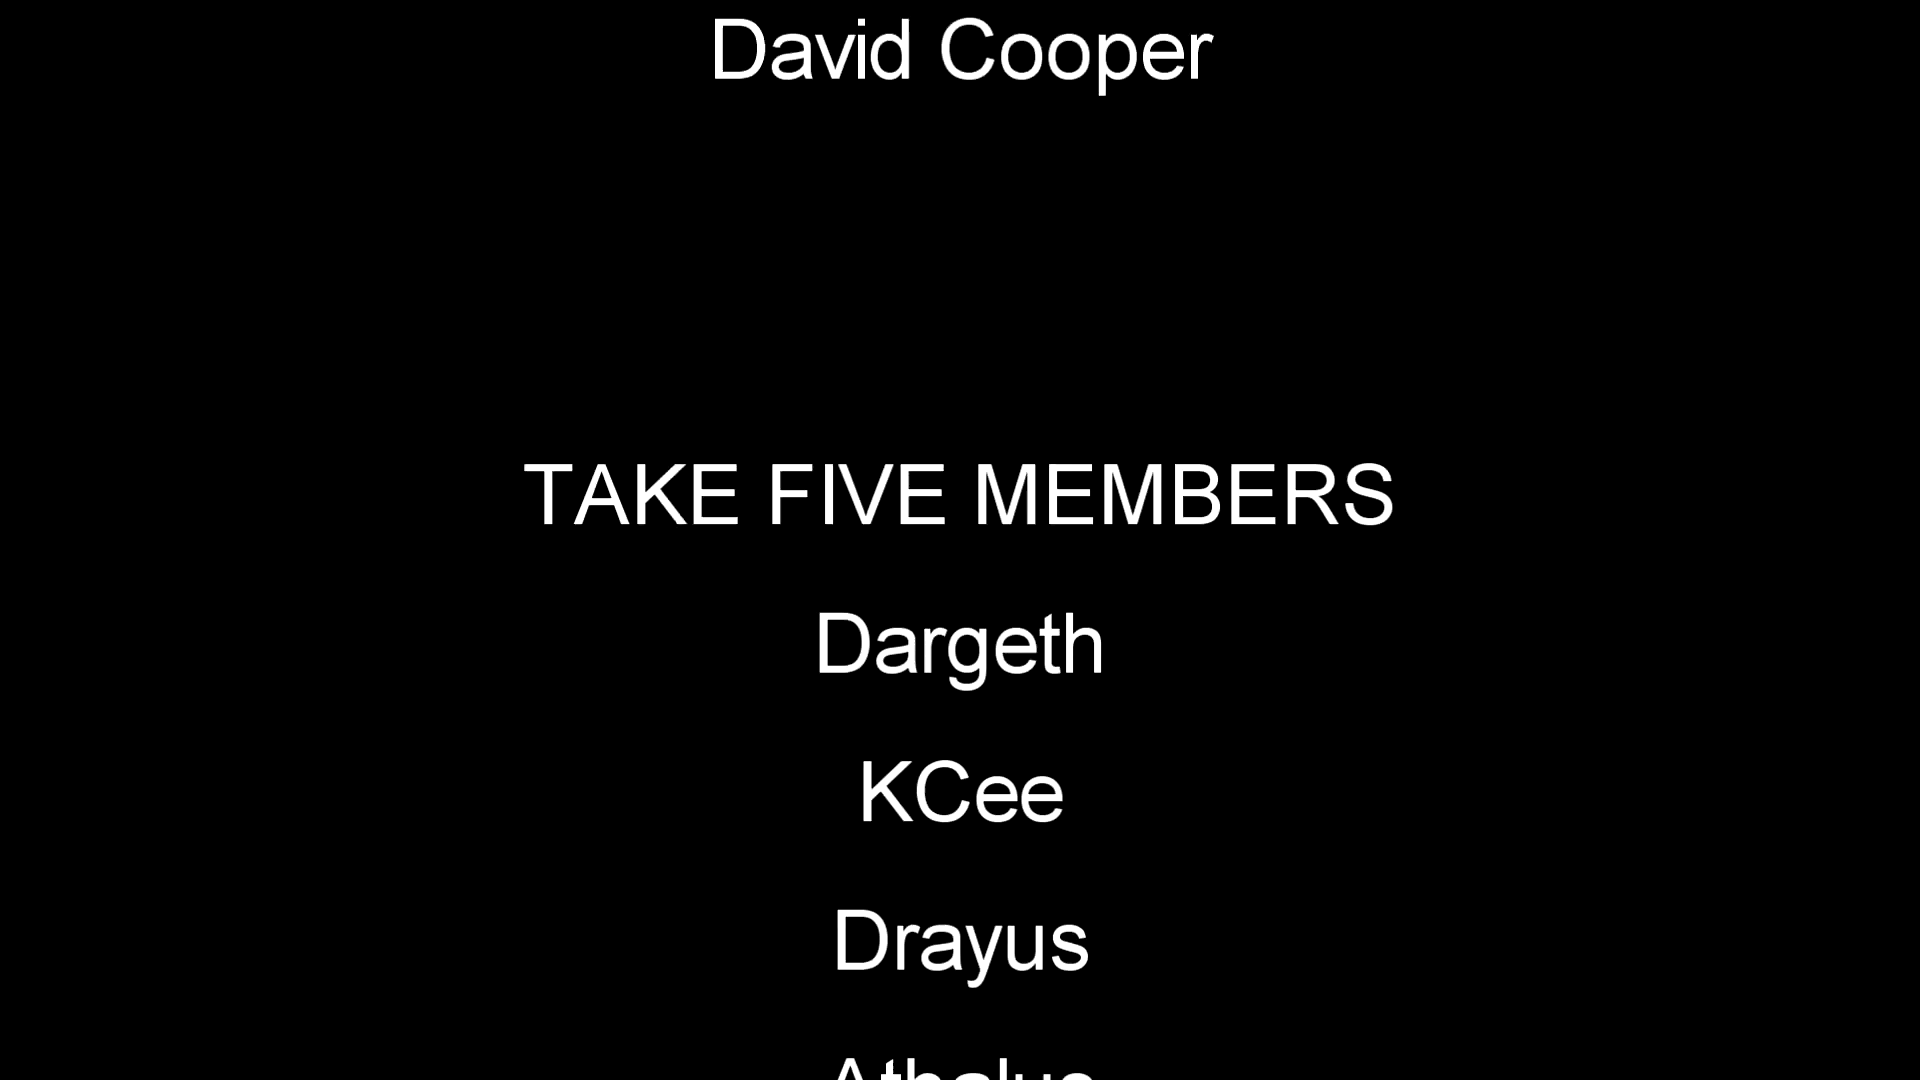 David Cooper
TAKE FIVE MEMBERS
Dargeth
KCee
Drayus